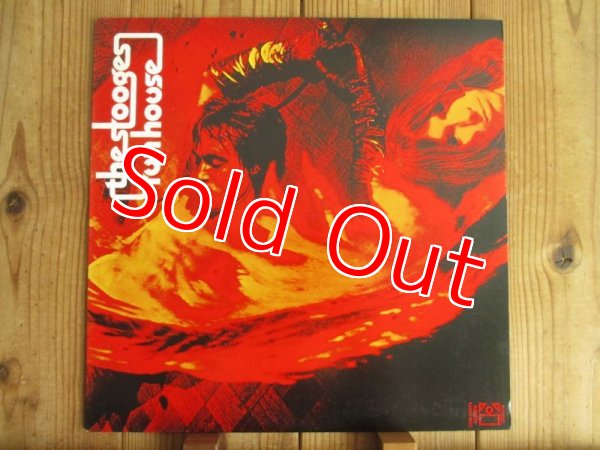 the stooges
fun house
Sold Out